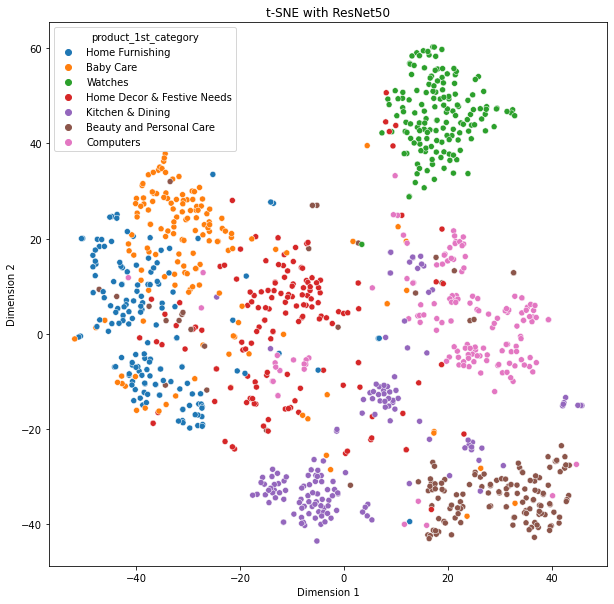 t-SNE with ResNet50
product_1st_category
Home Furnishing
Baby Care
Watches
Home Decor & Festive Needs
Kitchen & Dining
Beauty and Personal Care
Computers
60
40
20
0
−20
−40
Dimension 2
−40
−20
0
20
40
Dimension 1